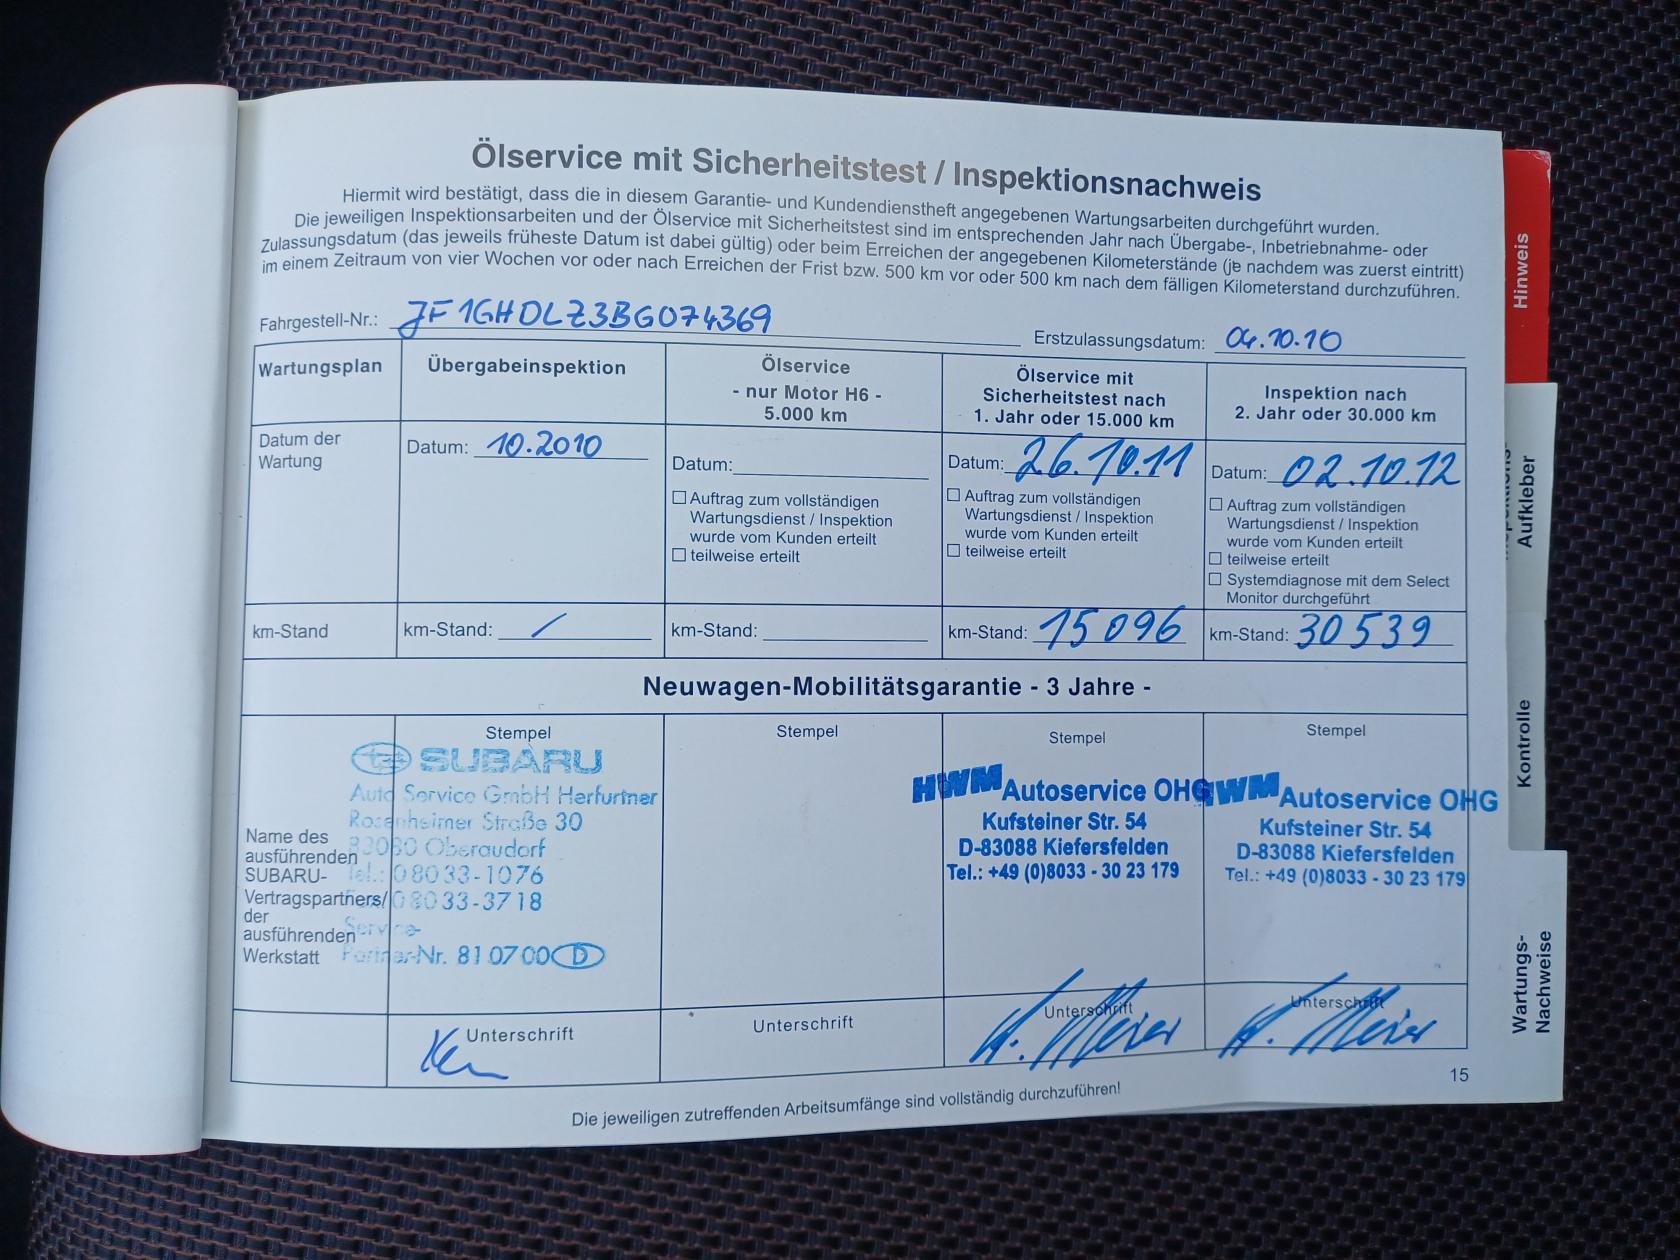 Ölservice mit Sicherheitstest / Inspektionsnachweis
Hiermit wird bestätigt, dass die in diesem Garantie- und Kundendienstheft angegebenen Wartungsarbeiten durchgeführt wurden.
Die jeweiligen Inspektionsarbeiten und der Ölservice mit Sicherheitstest sind im entsprechenden Jahr nach Übergabe-, Inbetriebnahme- oder
Zulassungsdatum (das jeweils früheste Datum ist dabei gültig) oder beim Erreichen der angegebenen Kilometerstände (je nachdem was zuerst eintritt)
im einem Zeitraum von vier Wochen vor oder nach Erreichen der Frist bzw. 500 km vor oder 500 km nach dem fälligen Kilometerstand durchzuführen.
Fahrgestell-Nr.: JF1GHDLZ3BG074369
Erstzulassungsdatum: 04.10.10
Wartungsplan
Übergabeinspektion
Ölservice
- nur Motor H6 -
5.000 km
Ölservice mit
Sicherheitstest nach
1. Jahr oder 15.000 km
Inspektion nach
2. Jahr oder 30.000 km
Datum der
Wartung
Datum: 10.2010
Datum:
Auftrag zum vollständigen
Wartungsdienst / Inspektion
wurde vom Kunden erteilt
teilweise erteilt
Datum: 26.10.11
Auftrag zum vollständigen
Wartungsdienst / Inspektion
wurde vom Kunden erteilt
teilweise erteilt
Datum: 02.10.12
Auftrag zum vollständigen
Wartungsdienst / Inspektion
wurde vom Kunden erteilt
teilweise erteilt
Systemdiagnose mit dem Select
Monitor durchgeführt
km-Stand
km-Stand: /
km-Stand:
km-Stand: 15096
km-Stand: 30539
Neuwagen-Mobilitätsgarantie - 3 Jahre -
Name des
ausführenden
SUBARU-
Vertragspartners/
der
ausführenden
Werkstatt
Stempel
SUBARU
Auto Service GmbH Herfurtner
Rosenheimer Straße 30
83080 Oberaudorf
Tel.: 08033-1076
08033-3718
Service-
Partner-Nr. 810700 D
Stempel
Stempel
HWM Autoservice OHG
Kufsteiner Str. 54
D-83088 Kiefersfelden
Tel.: +49 (0)8033 - 30 23 179
Stempel
HWM Autoservice OHG
Kufsteiner Str. 54
D-83088 Kiefersfelden
Tel.: +49 (0)8033 - 30 23 179
Unterschrift
Unterschrift
Unterschrift
Unterschrift
15
Die jeweiligen zutreffenden Arbeitsumfänge sind vollständig durchzuführen!
Hinweis
Aufkleber
Kontrolle
Wartungs-
Nachweise